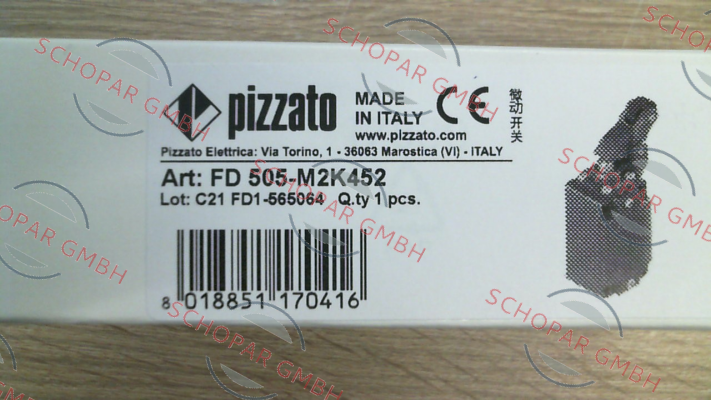 pizzato
MADE
IN ITALY
CE
www.pizzato.com
微动开关
Pizzato Elettrica: Via Torino, 1 - 36063 Marostica (VI) - ITALY
Art: FD 505-M2K452
Lot: C21 FD1-565064 Q.ty 1 pcs.
8 018851 170416
SCHOPAR GMBH
SCHOPAR GMBH
SCHOPAR GMBH
SCHOPAR GMBH
SCHOPAR GMBH
SCHOPAR GMBH
SCHOPAR GMBH
SCHOPAR GMBH